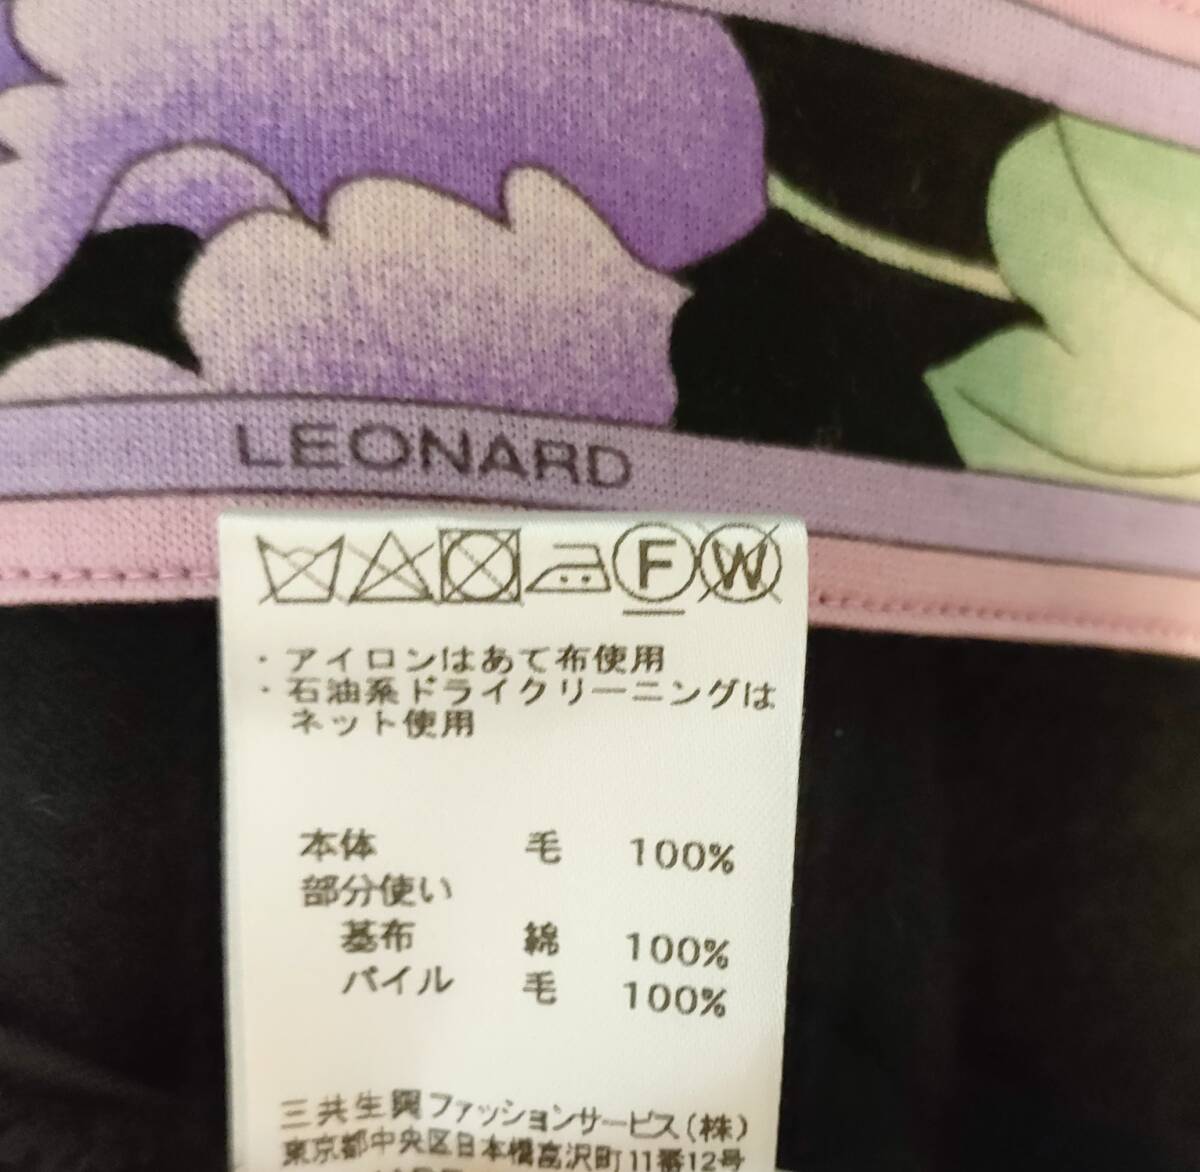 LEONARD
F W
・アイロンはあて布使用
・石油系ドライクリーニングは
ネット使用
本体 毛 100%
部分使い
基布 綿 100%
パイル 毛 100%
三共生興ファッションサービス(株)
東京都中央区日本橋富沢町11番12号